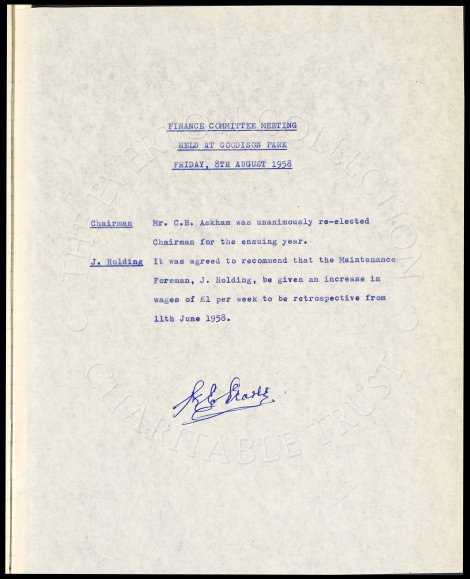 FINANCE COMMITTEE MEETING
HELD AT GOODISON PARK
FRIDAY, 8TH AUGUST 1958
Chairman Mr. C.H. Askham was unanimously re-elected
Chairman for the ensuing year.
J. Holding It was agreed to recommend that the Maintenance
Foreman, J. Holding, be given an increase in
wages of £1 per week to be retrospective from
11th June 1958.
CHARITABLE TRUST